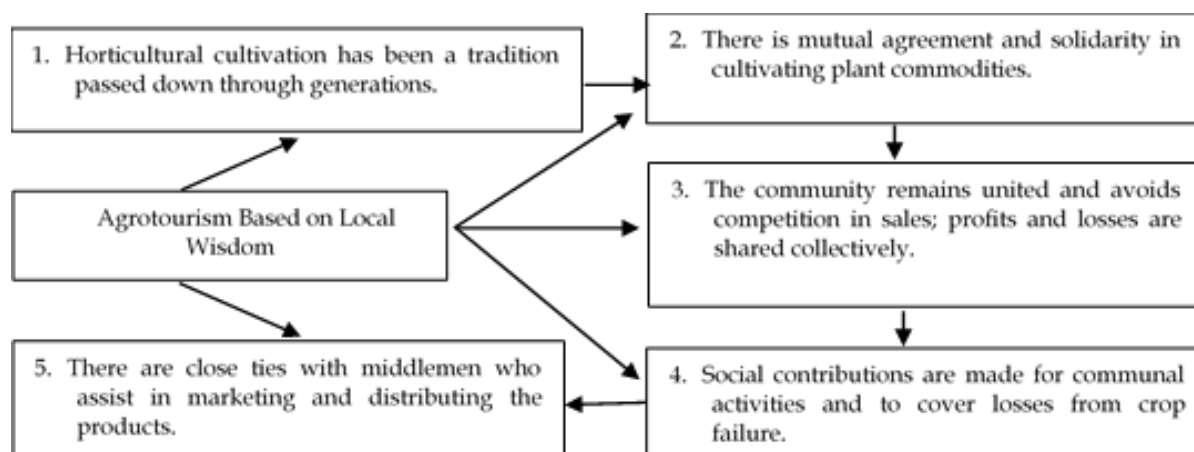 1. Horticultural cultivation has been a tradition
passed down through generations.
2. There is mutual agreement and solidarity in
cultivating plant commodities.
Agrotourism Based on Local
Wisdom
3. The community remains united and avoids
competition in sales; profits and losses are
shared collectively.
5. There are close ties with middlemen who
assist in marketing and distributing the
products.
4. Social contributions are made for communal
activities and to cover losses from crop
failure.